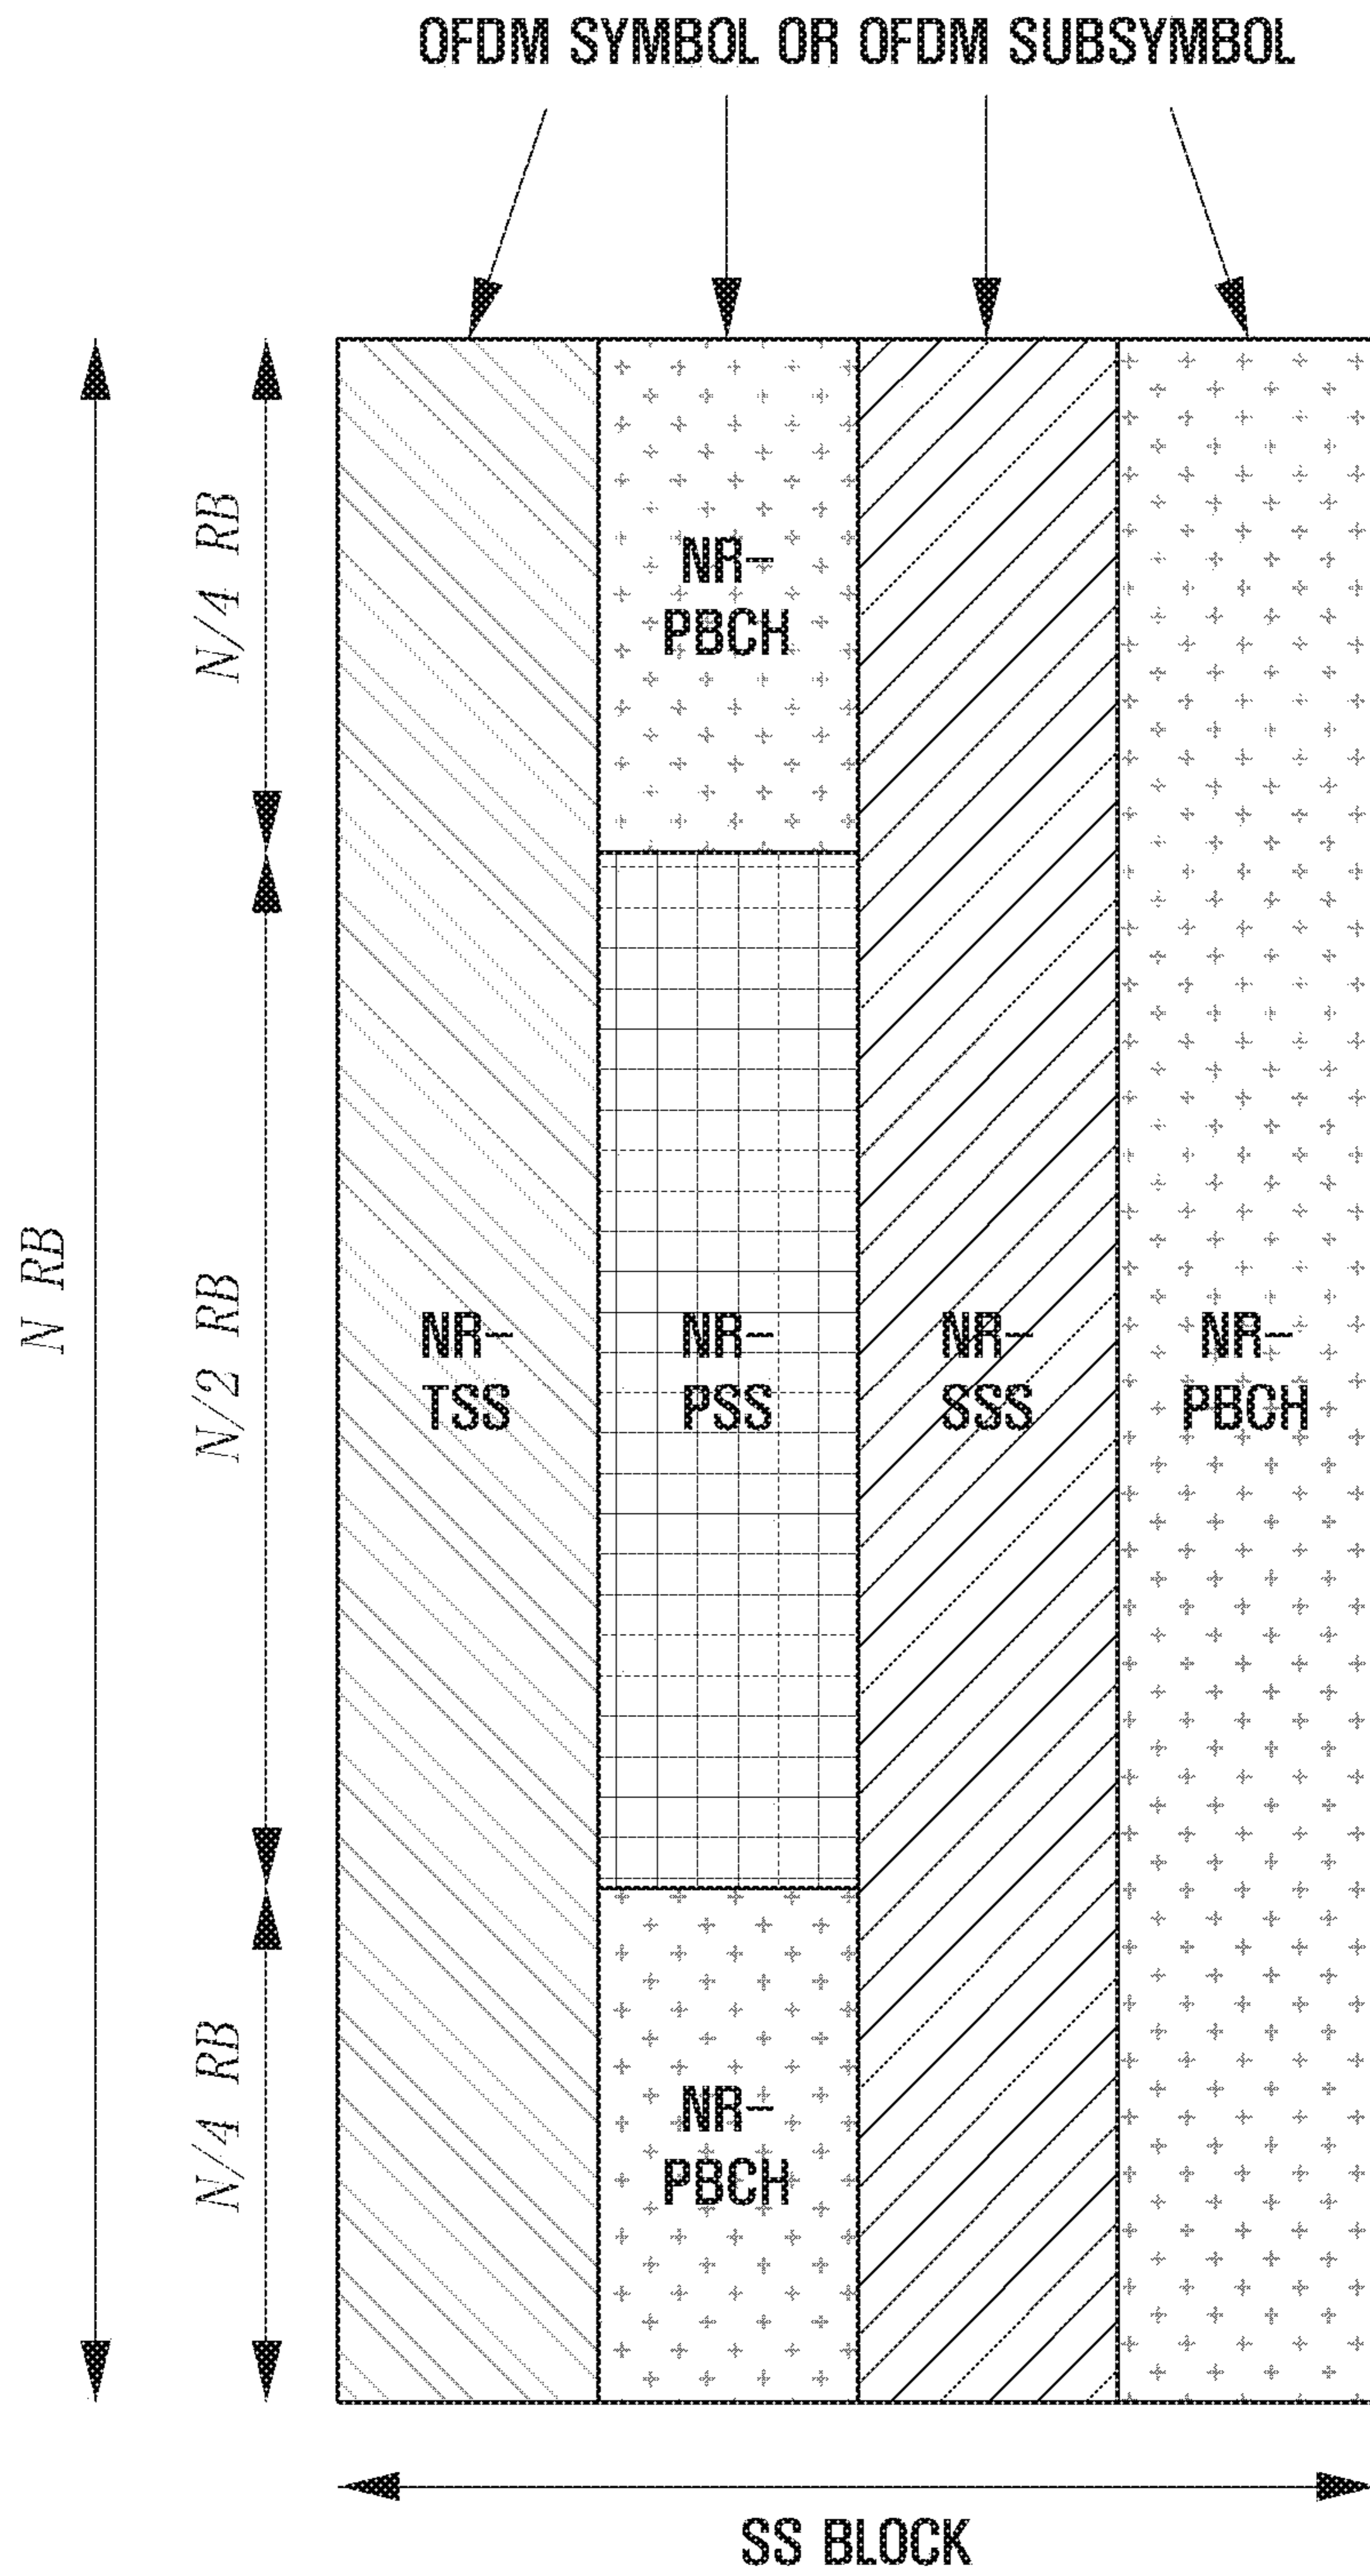 OFDM SYMBOL OR OFDM SUBSYMBOL
N RB
N/4 RB
N/2 RB
N/4 RB
NR-
TSS
NR-
PBCH
NR-
PSS
NR-
PBCH
NR-
SSS
NR-
PBCH
SS BLOCK